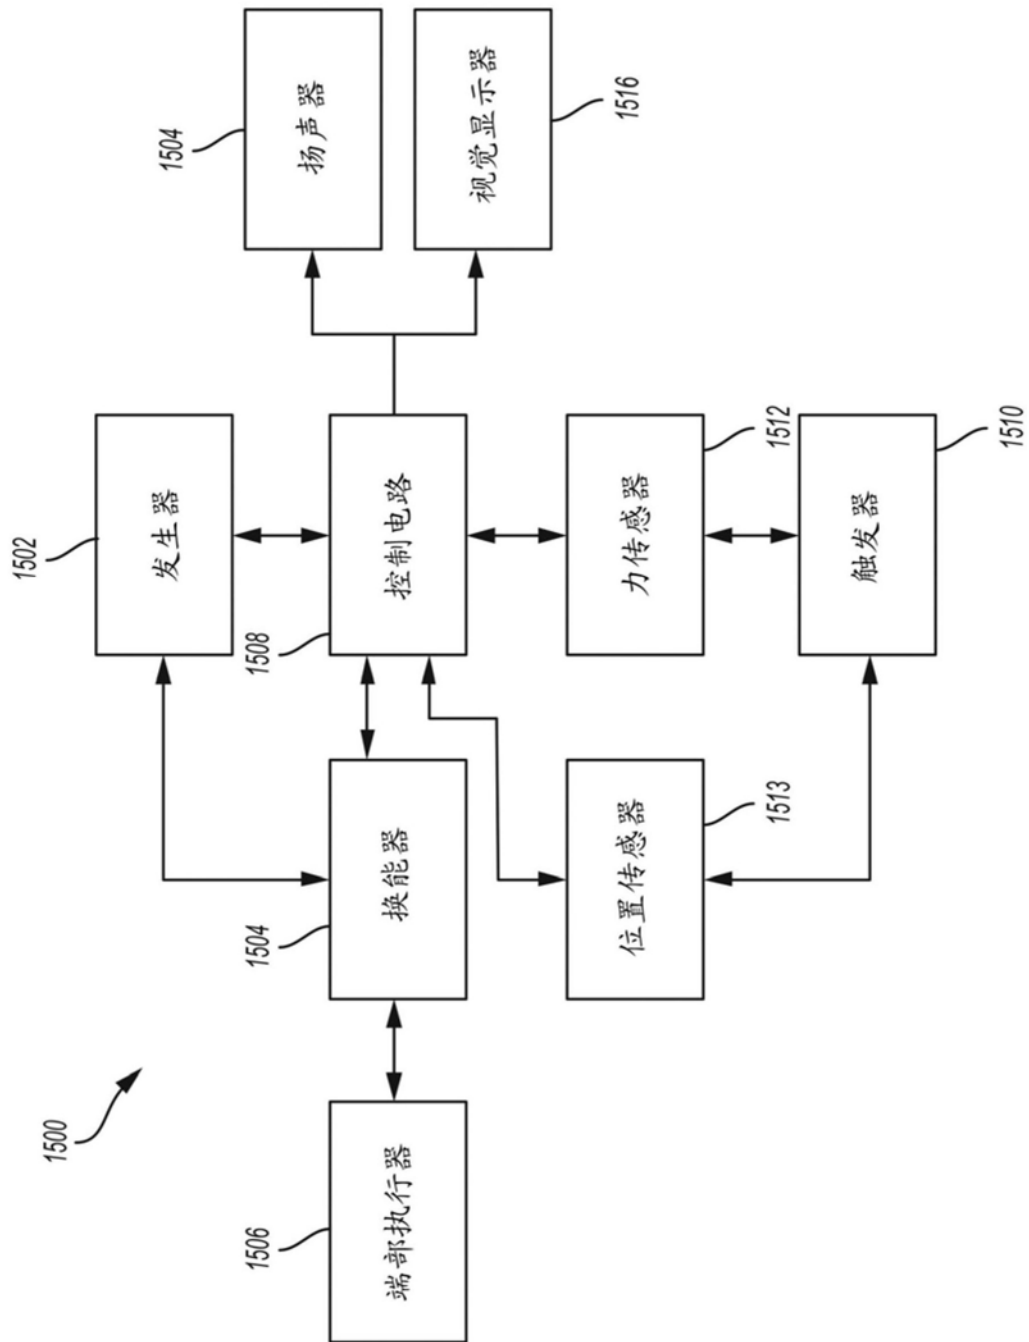 1502
1500
发生器
1504
1506
1504
1508
扬声器
端部执行器
换能器
控制电路
视觉显示器
1516
位置传感器
力传感器
1513
1512
触发器
1510